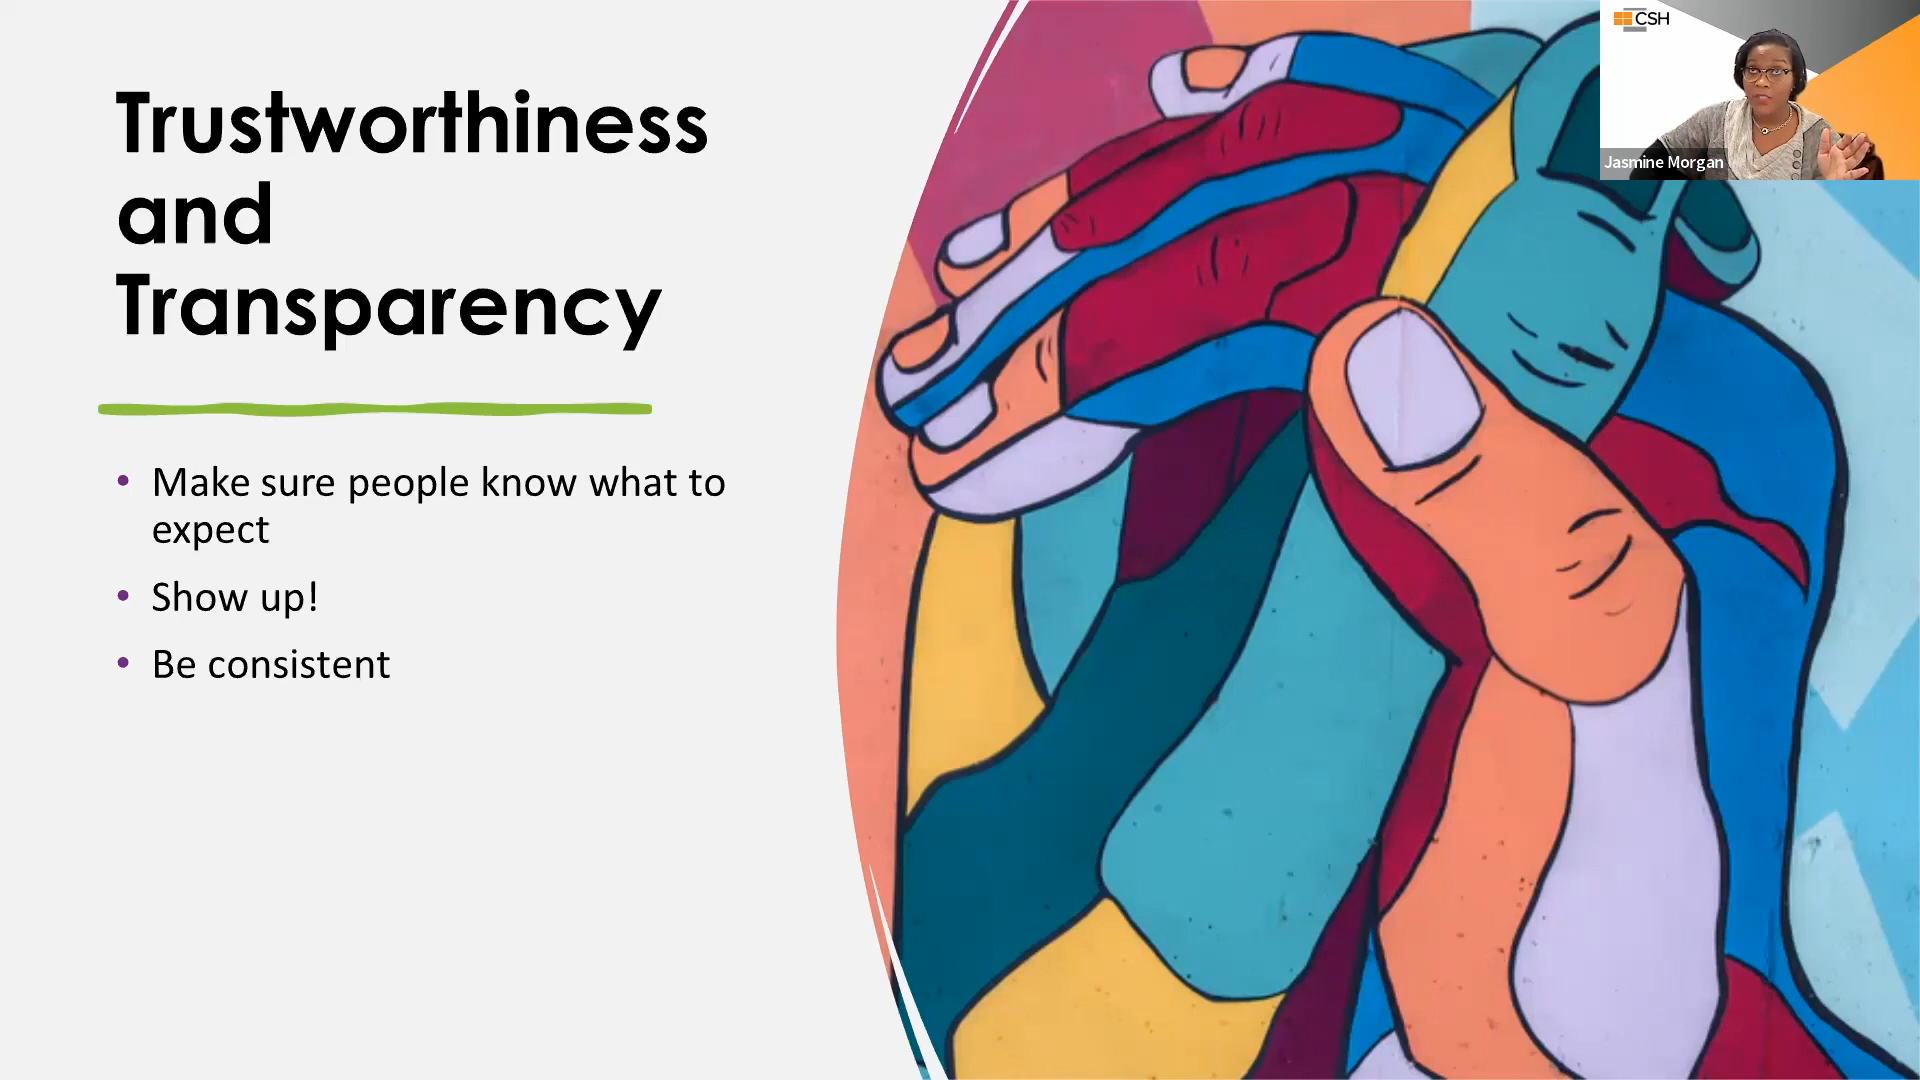 Trustworthiness
and
Transparency
• Make sure people know what to
expect
• Show up!
• Be consistent
CSH
Jasmine Morgan